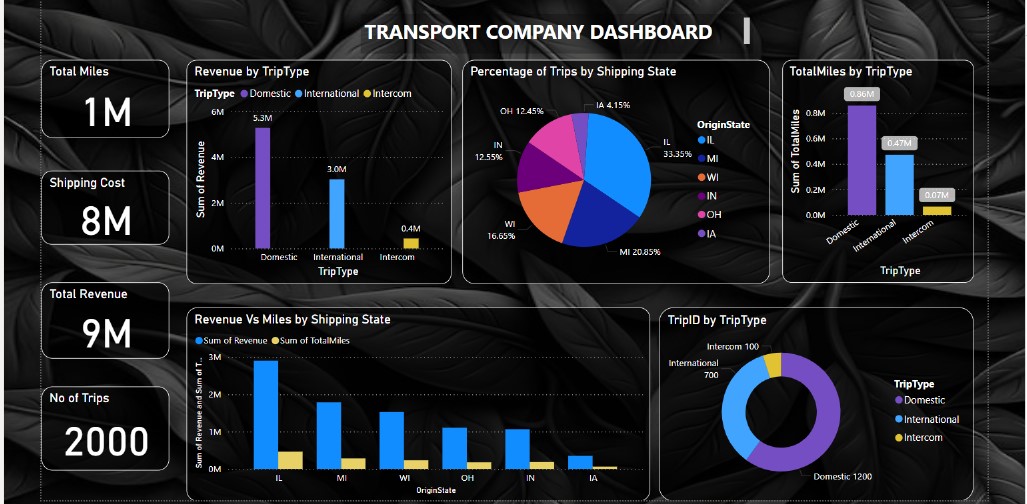 TRANSPORT COMPANY DASHBOARD
Total Miles
1M
Shipping Cost
8M
Total Revenue
9M
No of Trips
2000
Revenue by TripType
TripType Domestic International Intercom
Sum of Revenue
6M
4M
2M
0M
5.3M
3.0M
0.4M
Domestic International Intercom
TripType
Percentage of Trips by Shipping State
IA 4.15%
OH 12.45%
IN
12.55%
WI
16.65%
MI 20.85%
IL
33.35%
OriginState
IL
MI
WI
IN
OH
IA
TotalMiles by TripType
Sum of TotalMiles
0.8M
0.6M
0.4M
0.2M
0.0M
0.86M
0.47M
0.07M
Domestic
International
Intercom
TripType
Revenue Vs Miles by Shipping State
Sum of Revenue Sum of TotalMiles
Sum of Revenue and Sum of T...
3M
2M
1M
0M
IL MI WI OH IN IA
OriginState
TripID by TripType
Intercom 100
International
700
Domestic 1200
TripType
Domestic
International
Intercom